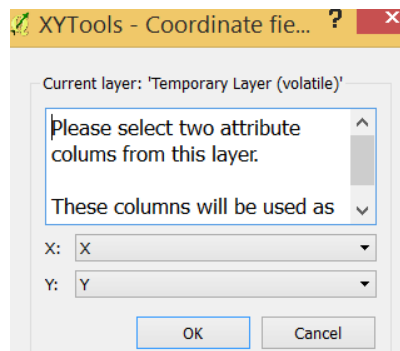 XYTools - Coordinate fie... ? ×
Current layer: 'Temporary Layer (volatile)'
Please select two attribute
colums from this layer.
These columns will be used as
X: X
Y: Y
OK Cancel